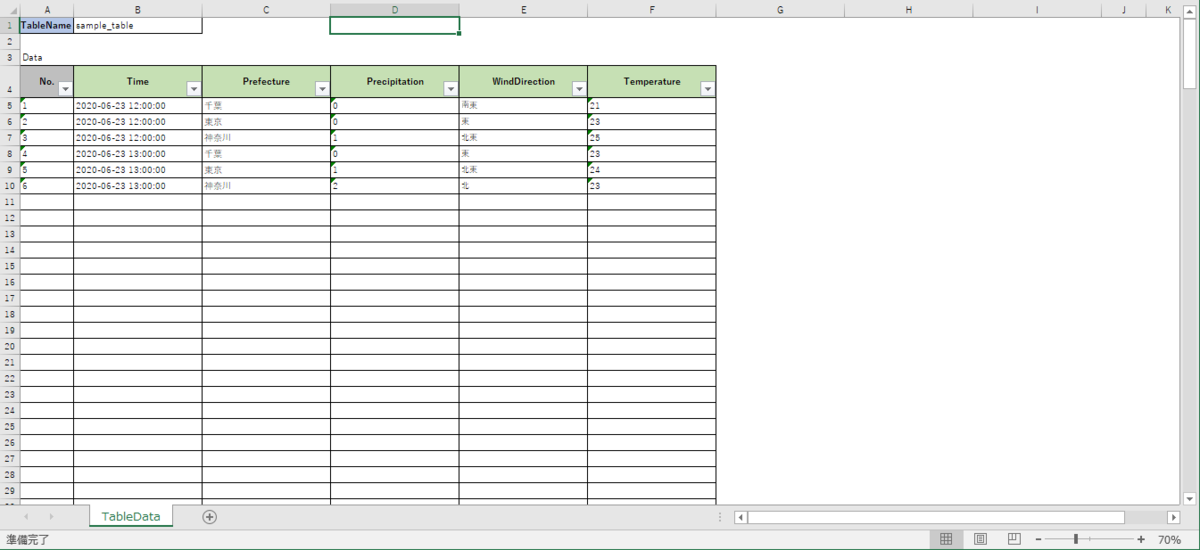 A B C D E F G H I J K
1 TableName sample_table
2
3 Data
4 No. Time Prefecture Precipitation WindDirection Temperature
5 1 2020-06-23 12:00:00 千葉 0 南東 21
6 2 2020-06-23 12:00:00 東京 0 東 23
7 3 2020-06-23 12:00:00 神奈川 1 北東 25
8 4 2020-06-23 13:00:00 千葉 0 東 23
9 5 2020-06-23 13:00:00 東京 1 北東 24
10 6 2020-06-23 13:00:00 神奈川 2 北 23
11
12
13
14
15
16
17
18
19
20
21
22
23
24
25
26
27
28
29
TableData
準備完了 70%